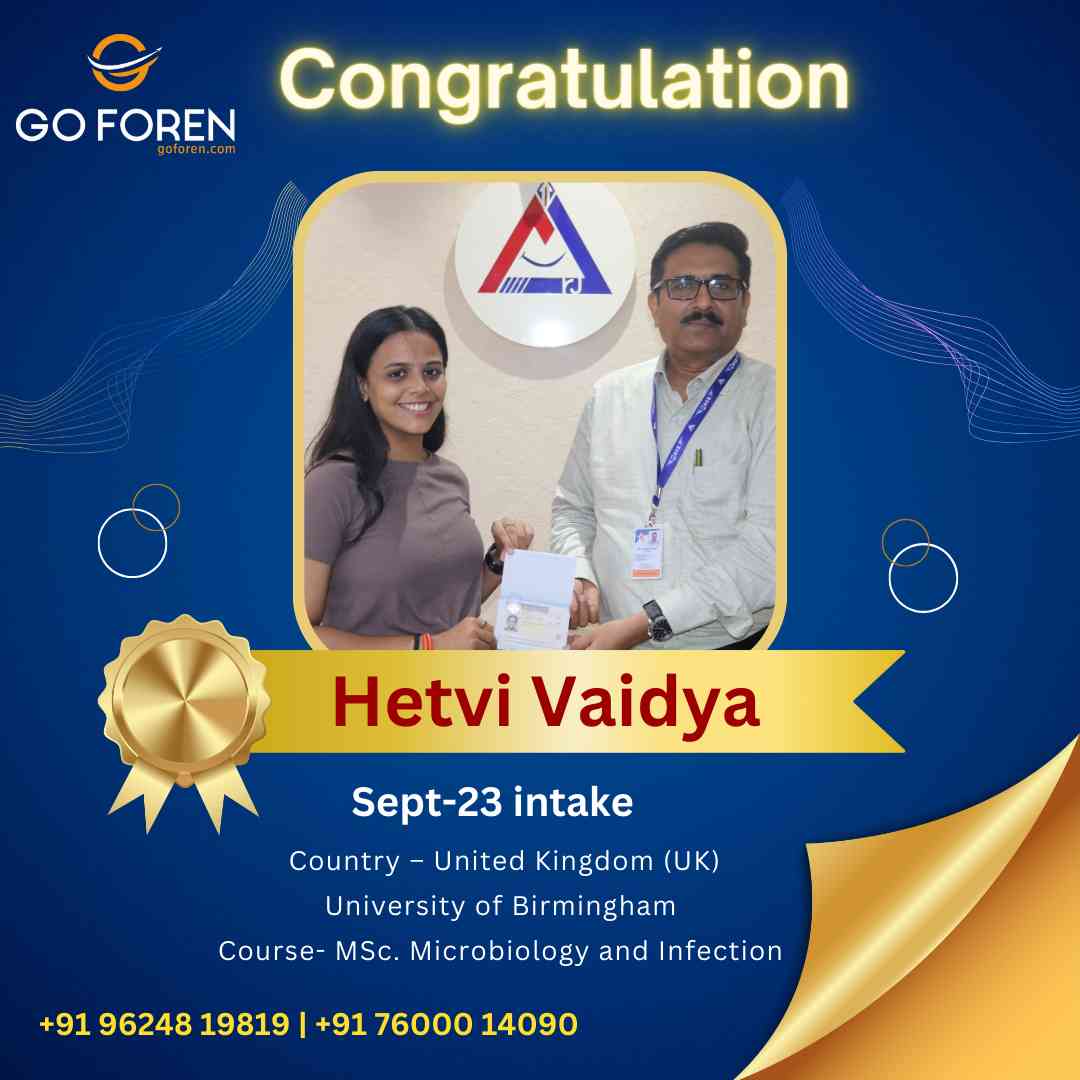 GO FOREN
goforen.com
Congratulation
Hetvi Vaidya
Sept-23 intake
Country – United Kingdom (UK)
University of Birmingham
Course- MSc. Microbiology and Infection
+91 96248 19819 | +91 76000 14090